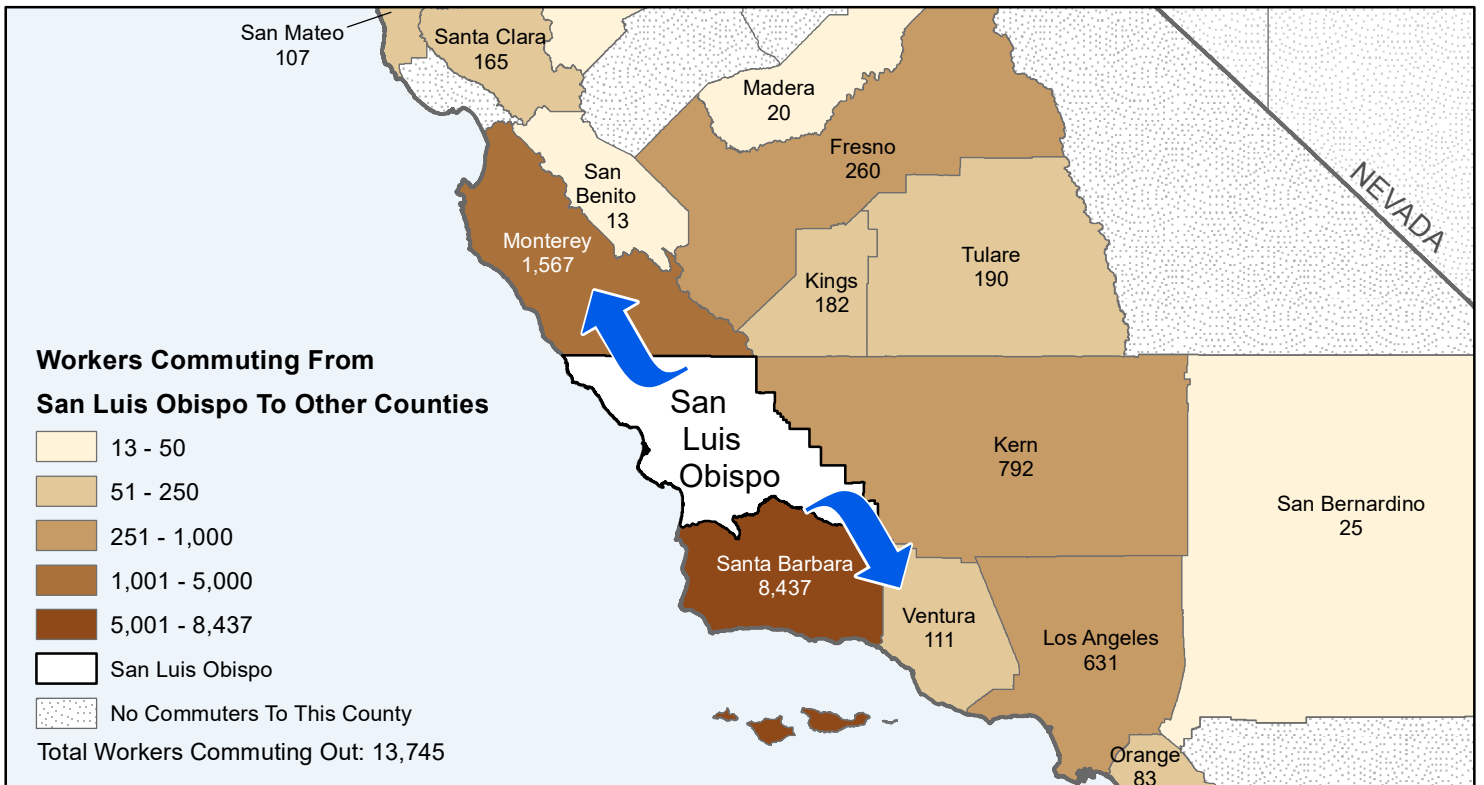 San Mateo
107
Santa Clara
165
Madera
20
Fresno
260
San
Benito
13
Monterey
1,567
Kings
182
Tulare
190
NEVADA
Workers Commuting From
San Luis Obispo To Other Counties
13 - 50
51 - 250
251 - 1,000
1,001 - 5,000
5,001 - 8,437
San Luis Obispo
No Commuters To This County
Total Workers Commuting Out: 13,745
San
Luis
Obispo
Kern
792
San Bernardino
25
Santa Barbara
8,437
Ventura
111
Los Angeles
631
Orange
83